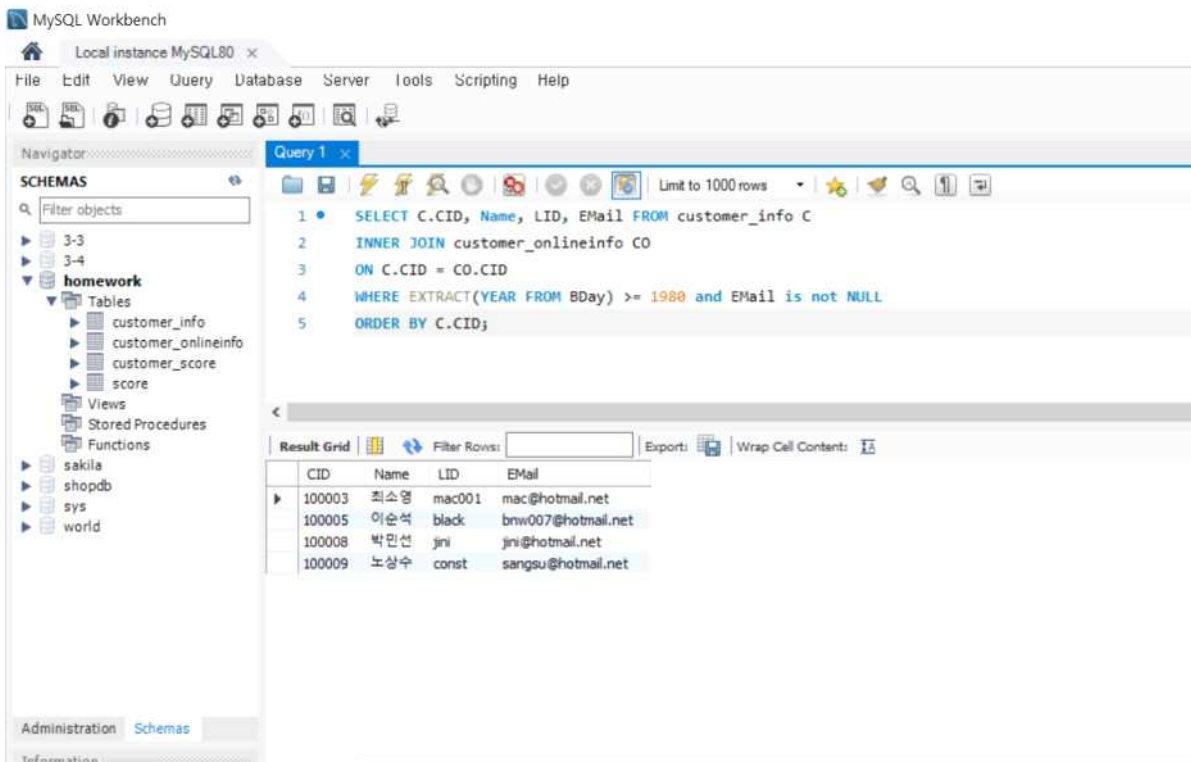 MySQL Workbench
Local instance MySQL80 ×
File Edit View Query Database Server Tools Scripting Help
Navigator
SCHEMAS
Filter objects
3-3
3-4
homework
Tables
customer_info
customer_onlineinfo
customer_score
score
Views
Stored Procedures
Functions
sakila
shopdb
sys
world
Administration Schemas
Information
Query 1 ×
Limit to 1000 rows
1 SELECT C.CID, Name, LID, EMail FROM customer_info C
2 INNER JOIN customer_onlineinfo CO
3 ON C.CID = CO.CID
4 WHERE EXTRACT(YEAR FROM BDay) >= 1980 and EMail is not NULL
5 ORDER BY C.CID;
Result Grid Filter Rows: Export: Wrap Cell Content:
CID Name LID EMail
100003 최소영 mac001 mac@hotmail.net
100005 이순석 black bnw007@hotmail.net
100008 박민선 jini jini@hotmail.net
100009 노상수 const sangsu@hotmail.net